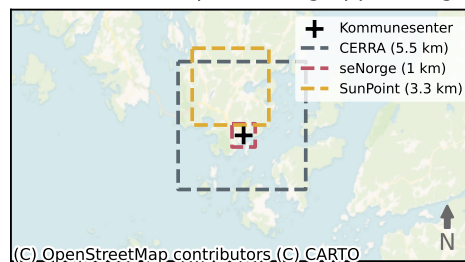 Kommunesenter
CERRA (5.5 km)
seNorge (1 km)
SunPoint (3.3 km)
N
(C) OpenStreetMap contributors (C) CARTO